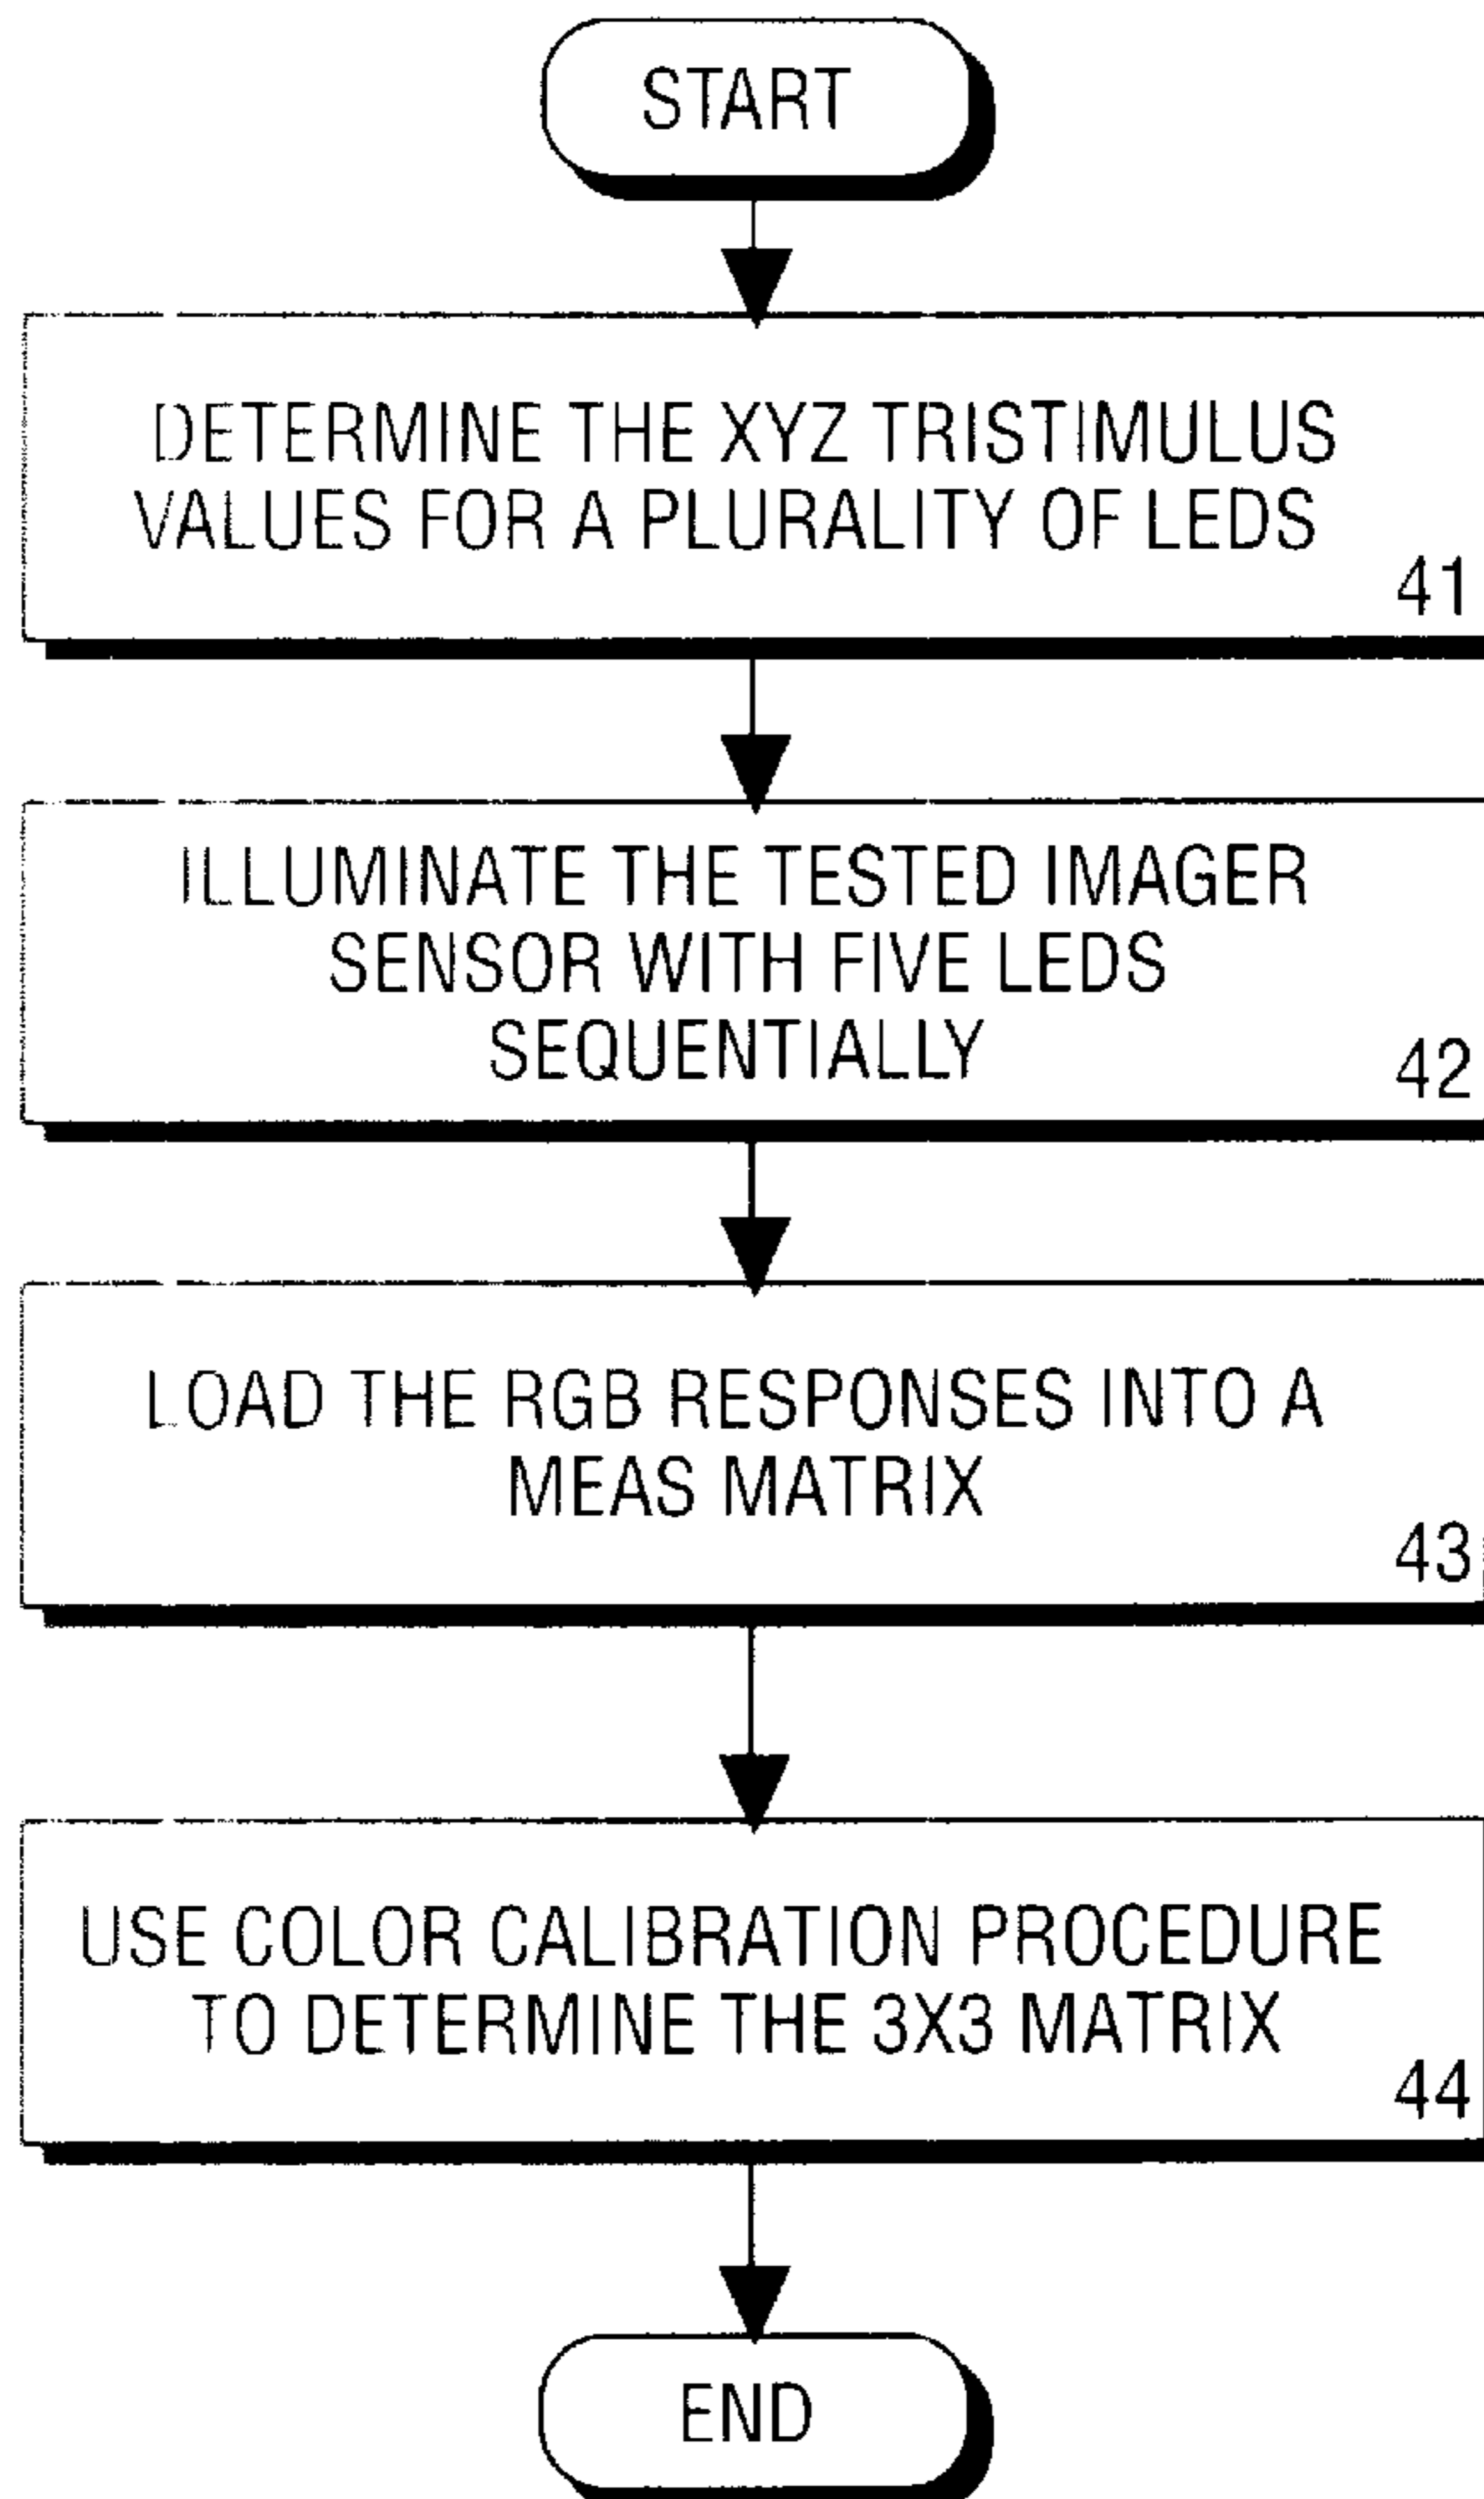 START
DETERMINE THE XYZ TRISTIMULUS
VALUES FOR A PLURALITY OF LEDS
41
ILLUMINATE THE TESTED IMAGER
SENSOR WITH FIVE LEDS
SEQUENTIALLY
42
LOAD THE RGB RESPONSES INTO A
MEAS MATRIX
43
USE COLOR CALIBRATION PROCEDURE
TO DETERMINE THE 3X3 MATRIX
44
END